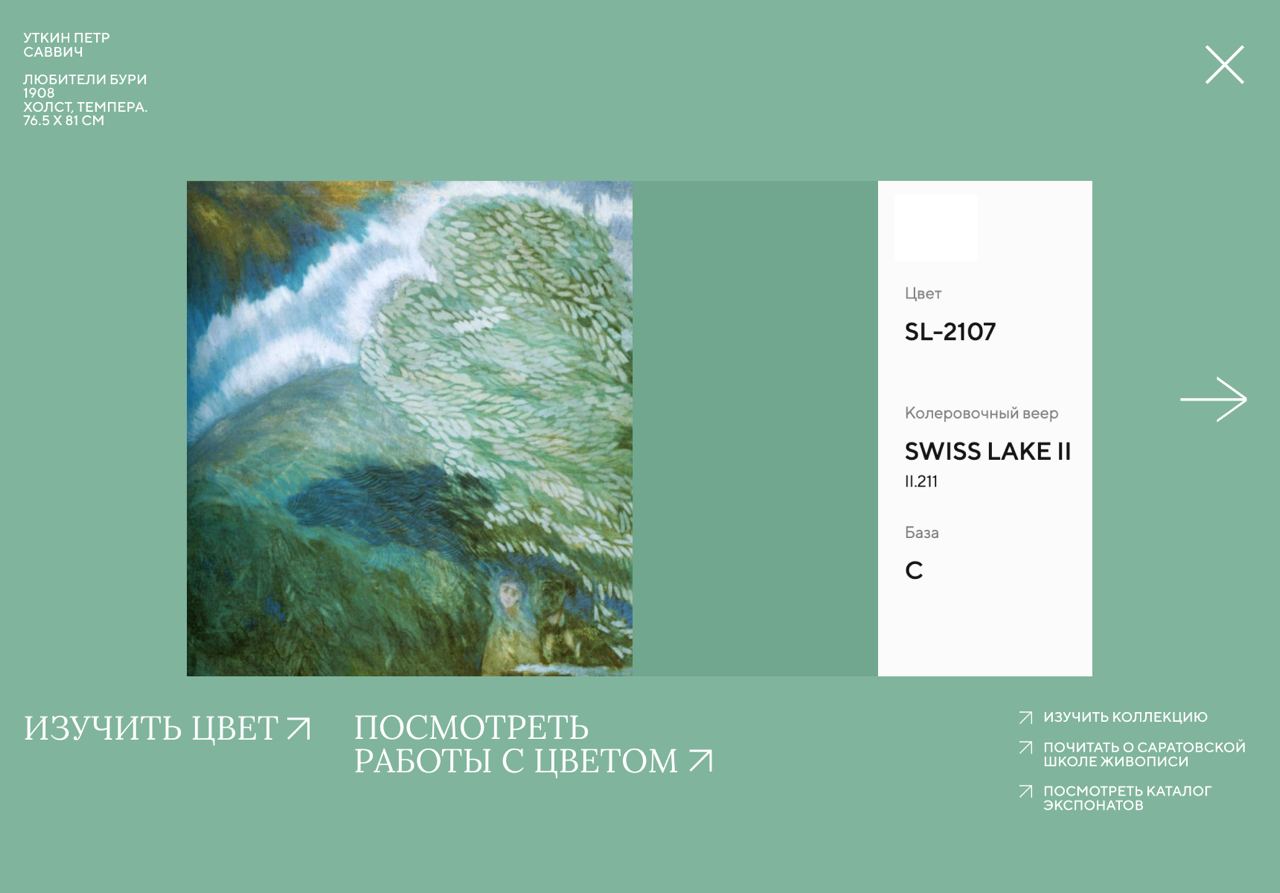 УТКИН ПЕТР
САВВИЧ
ЛЮБИТЕЛИ БУРИ
1908
ХОЛСТ, ТЕМПЕРА.
76.5 X 81 СМ
Цвет
SL-2107
Колеровочный веер
SWISS LAKE II
II.211
База
C
ИЗУЧИТЬ ЦВЕТ
ПОСМОТРЕТЬ
РАБОТЫ С ЦВЕТОМ
ИЗУЧИТЬ КОЛЛЕКЦИЮ
ПОЧИТАТЬ О САРАТОВСКОЙ
ШКОЛЕ ЖИВОПИСИ
ПОСМОТРЕТЬ КАТАЛОГ
ЭКСПОНАТОВ